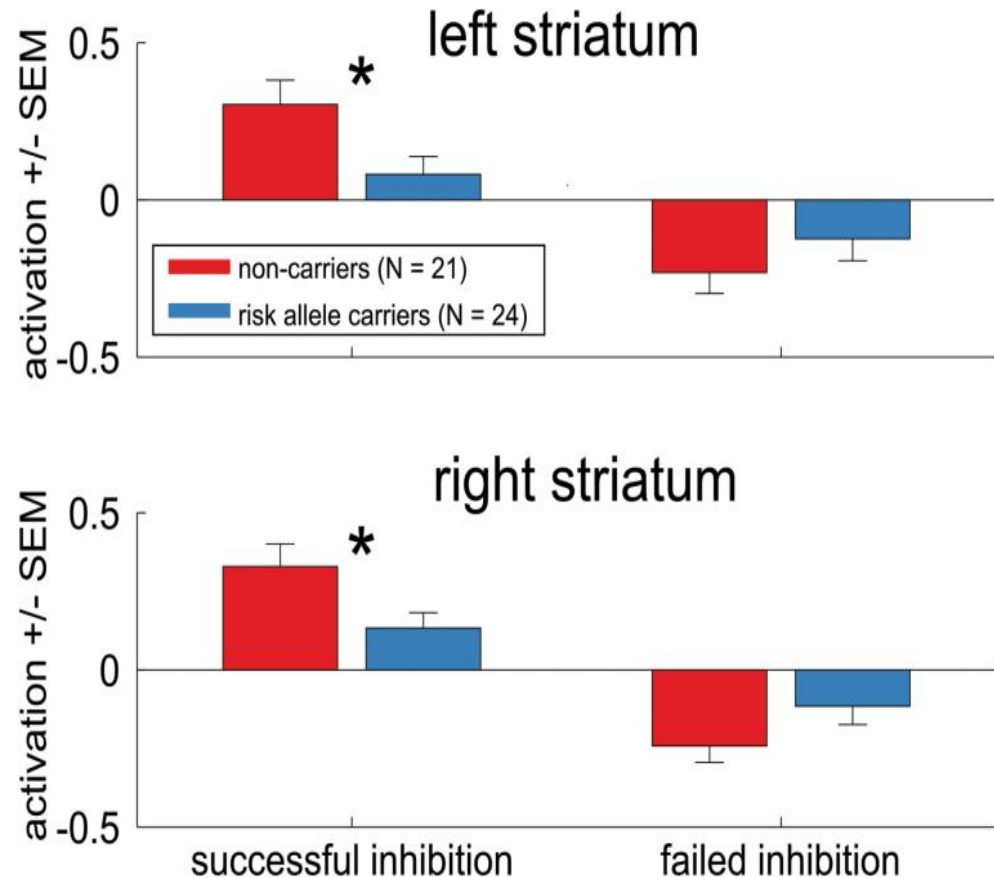 left striatum
activation +/- SEM
0.5
0
-0.5
*
non-carriers (N = 21)
risk allele carriers (N = 24)
right striatum
activation +/- SEM
0.5
0
-0.5
*
successful inhibition
failed inhibition